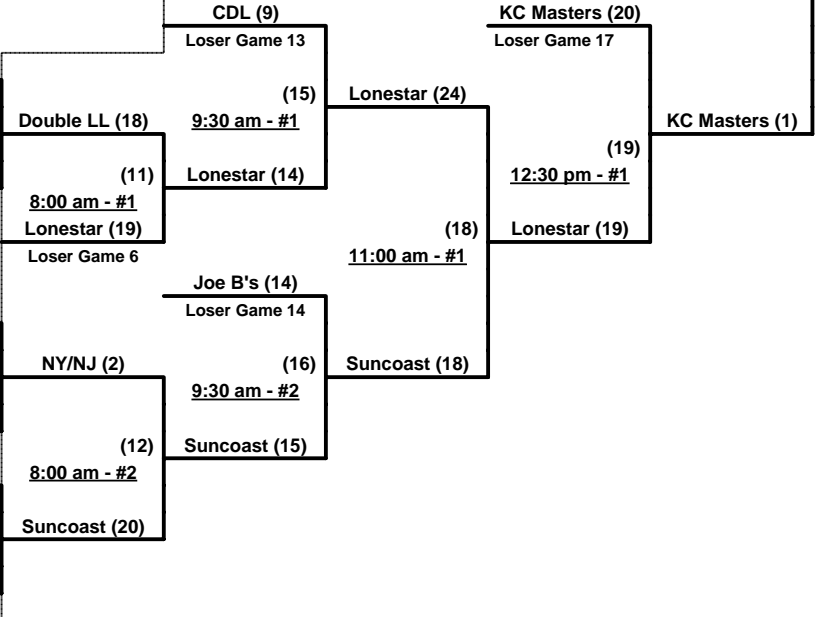 CDL (9)
Loser Game 13
KC Masters (20)
Loser Game 17
(15)
9:30 am - #1
Lonestar (24)
Double LL (18)
KC Masters (1)
(19)
12:30 pm - #1
(11)
8:00 am - #1
Lonestar (14)
Lonestar (19)
Loser Game 6
(18)
11:00 am - #1
Lonestar (19)
Joe B's (14)
Loser Game 14
NY/NJ (2)
(16)
9:30 am - #2
Suncoast (18)
(12)
8:00 am - #2
Suncoast (15)
Suncoast (20)